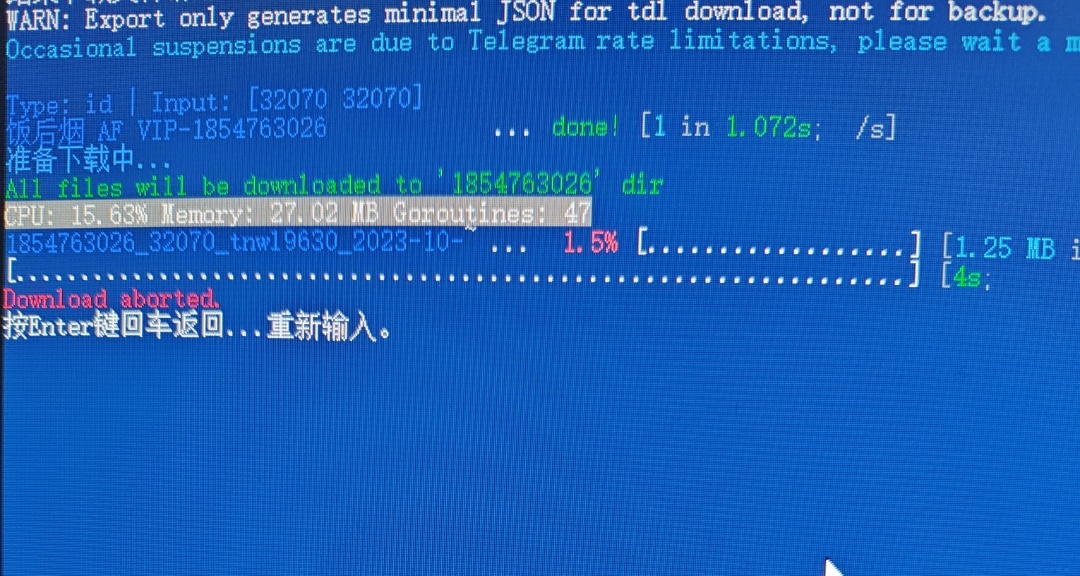 WARN: Export only generates minimal JSON for tdl download, not for backup.
Occasional suspensions are due to Telegram rate limitations, please wait a m
Type: id | Input: [32070 32070]
饭后烟 AF VIP-1854763026 ... done! [1 in 1.072s; /s]
准备下载中...
All files will be downloaded to '1854763026' dir
CPU: 15.63% Memory: 27.02 MB Goroutines: 47
1854763026_32070_tnw19630_2023-10-~ ... 1.5% [....................] [1.25 MB i
[....................................................................] [4s;
Download aborted.
按Enter键回车返回...重新输入。